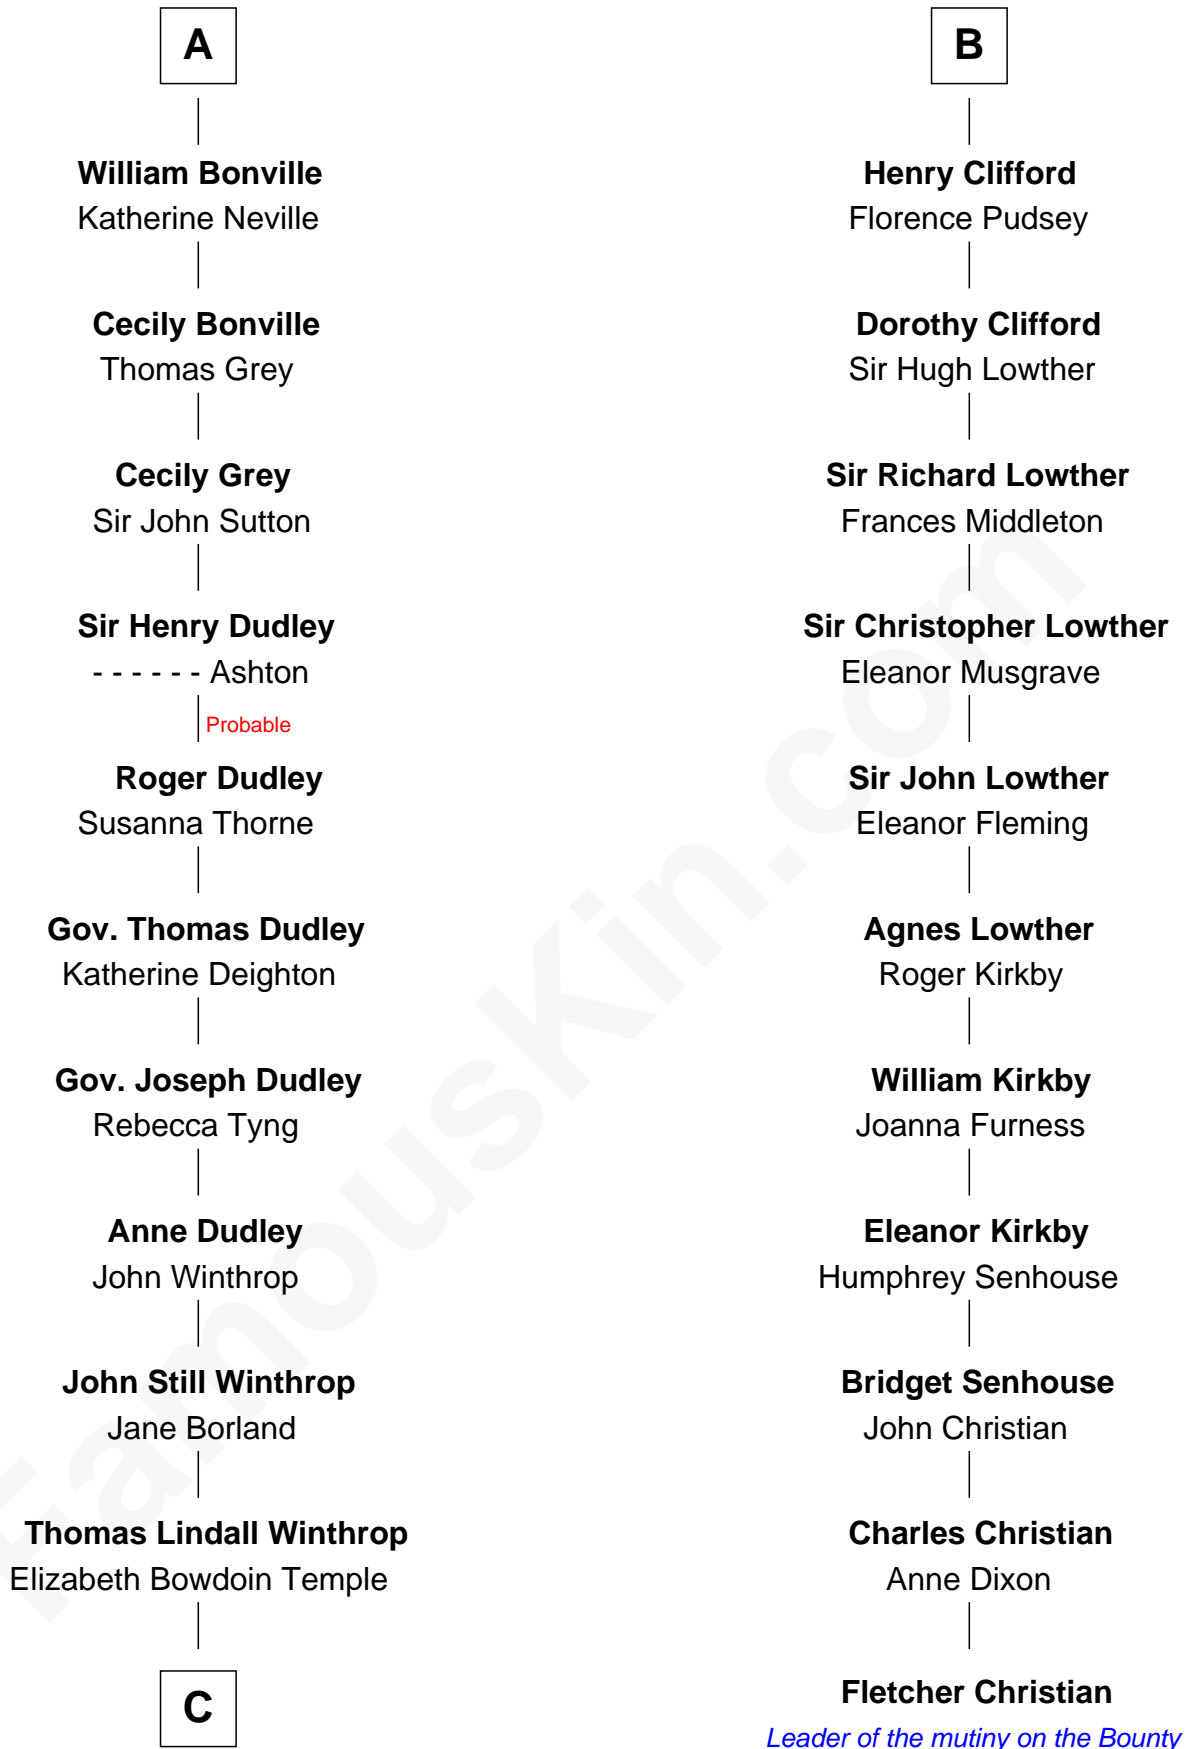 A
William Bonville
Katherine Neville
Cecily Bonville
Thomas Grey
Cecily Grey
Sir John Sutton
Sir Henry Dudley
- - - - - - Ashton
Probable
Roger Dudley
Susanna Thorne
Gov. Thomas Dudley
Katherine Deighton
Gov. Joseph Dudley
Rebecca Tyng
Anne Dudley
John Winthrop
John Still Winthrop
Jane Borland
Thomas Lindall Winthrop
Elizabeth Bowdoin Temple
C
B
Henry Clifford
Florence Pudsey
Dorothy Clifford
Sir Hugh Lowther
Sir Richard Lowther
Frances Middleton
Sir Christopher Lowther
Eleanor Musgrave
Sir John Lowther
Eleanor Fleming
Agnes Lowther
Roger Kirkby
William Kirkby
Joanna Furness
Eleanor Kirkby
Humphrey Senhouse
Bridget Senhouse
John Christian
Charles Christian
Anne Dixon
Fletcher Christian
Leader of the mutiny on the Bounty
FamousKin.com